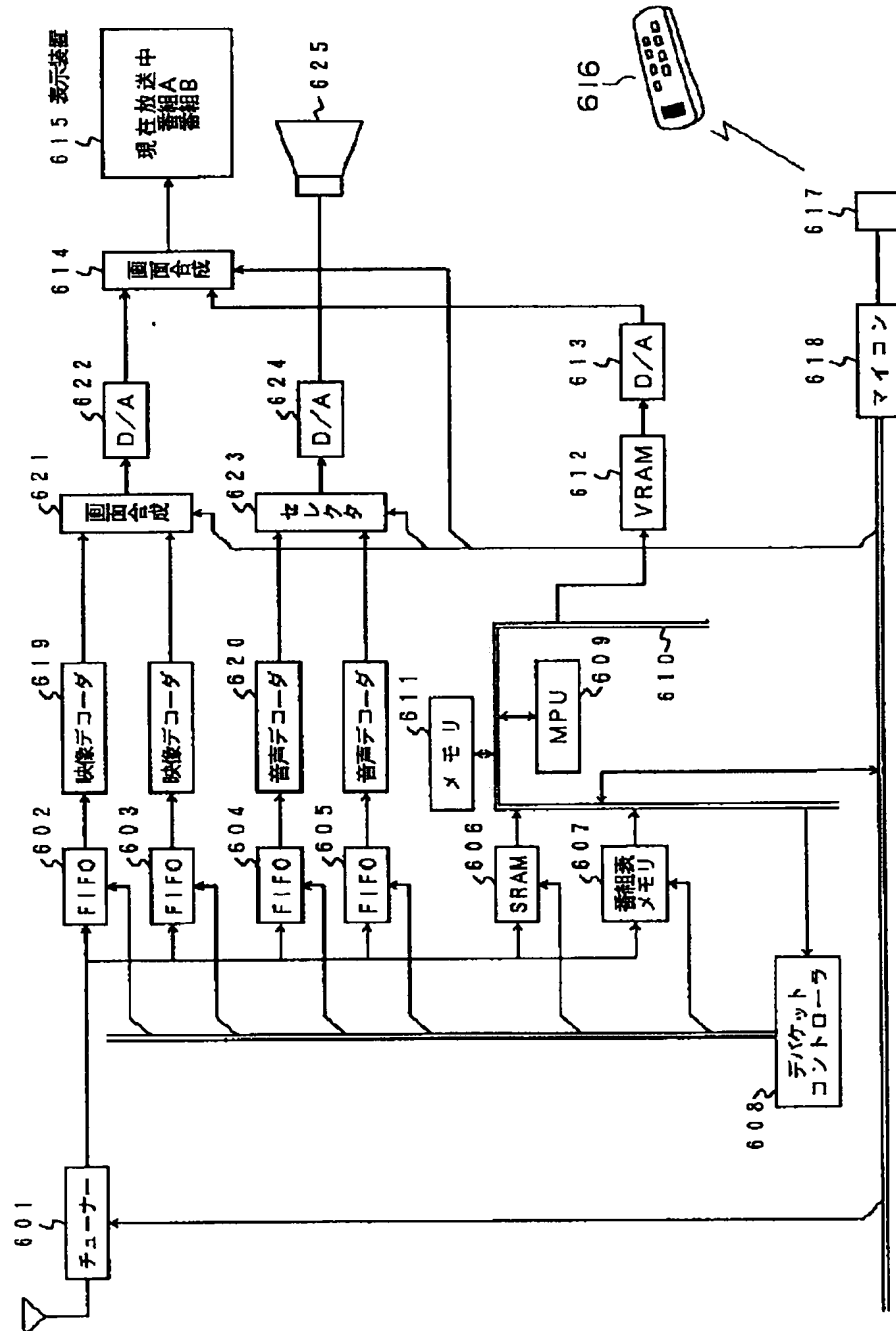 601
チューナー
602
FIFO
603
FIFO
604
FIFO
605
FIFO
606
SRAM
607
番組表
メモリ
608
デパケット
コントローラ
619
映像デコーダ
映像デコーダ
620
音声デコーダ
音声デコーダ
611
メモリ
MPU
609
610
621
画面合成
623
セレクタ
622
D/A
624
D/A
612
VRAM
613
D/A
614
画面合成
615 表示装置
現在放送中
番組A
番組B
625
616
617
618
マイコン